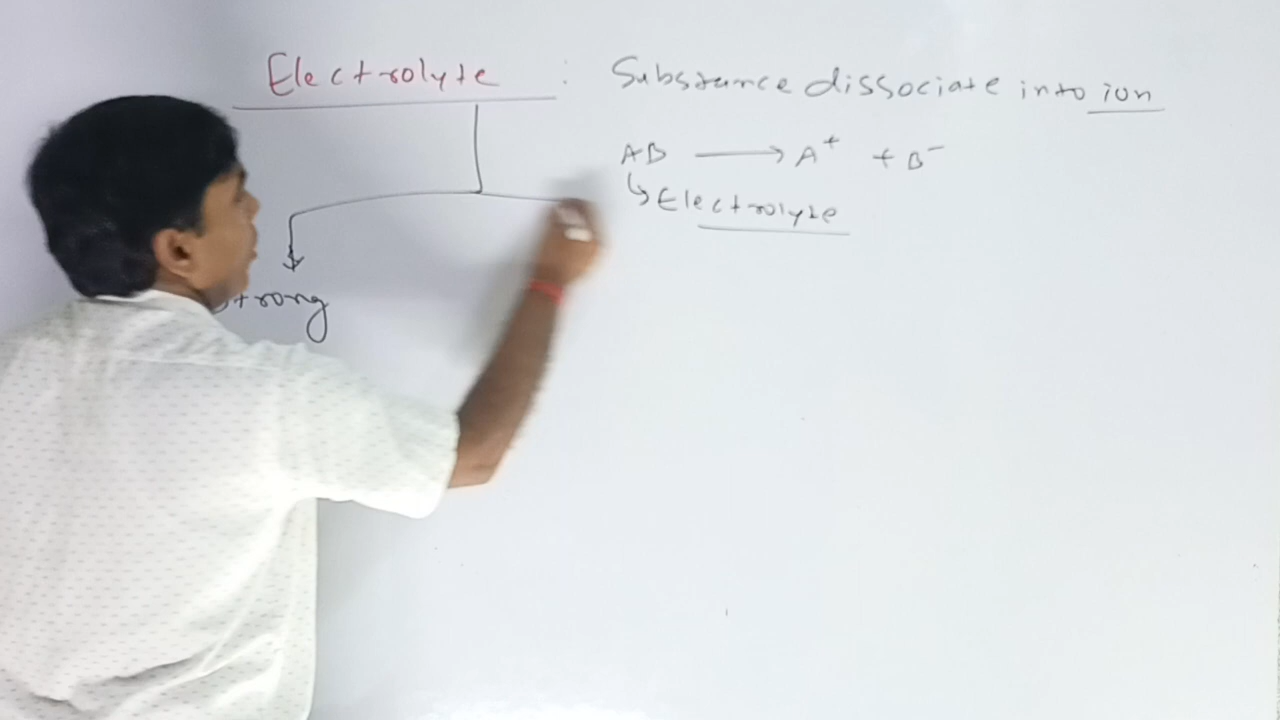 Electrolyte : Substance dissociate into ion
AB ⟶ A⁺ + B⁻
↳ Electrolyte
Strong